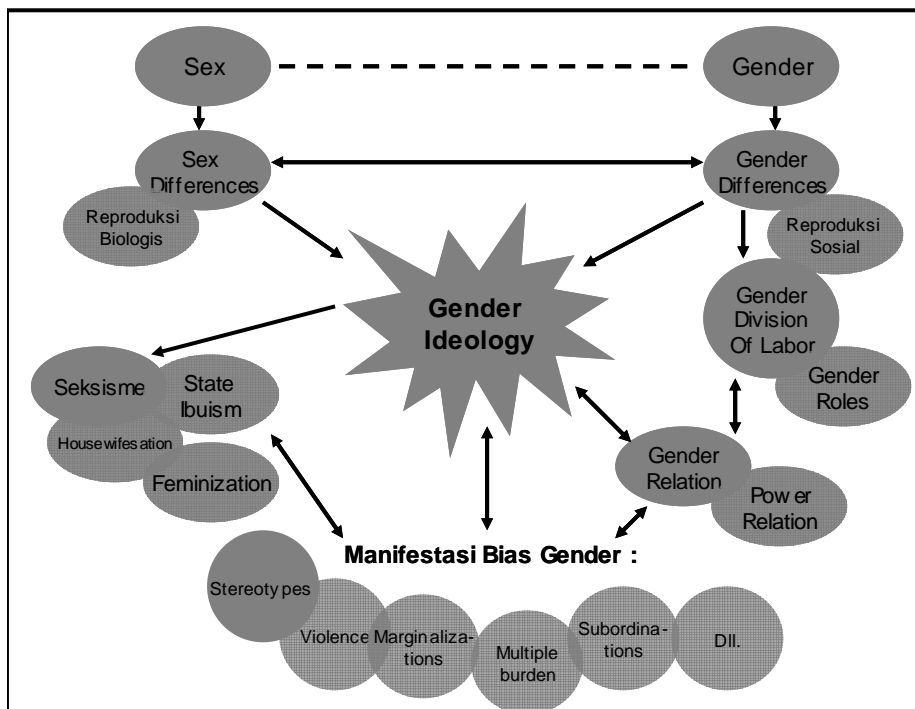 Sex
Gender
Sex
Differences
Gender
Differences
Reproduksi
Biologis
Reproduksi
Sosial
Gender
Ideology
Gender
Division
Of Labor
Gender
Roles
Seksisme
State
Ibuism
Housewifesation
Feminization
Gender
Relation
Power
Relation
Manifestasi Bias Gender :
Stereotypes
Violence
Marginaliza-
tions
Multiple
burden
Subordina-
tions
Dll.